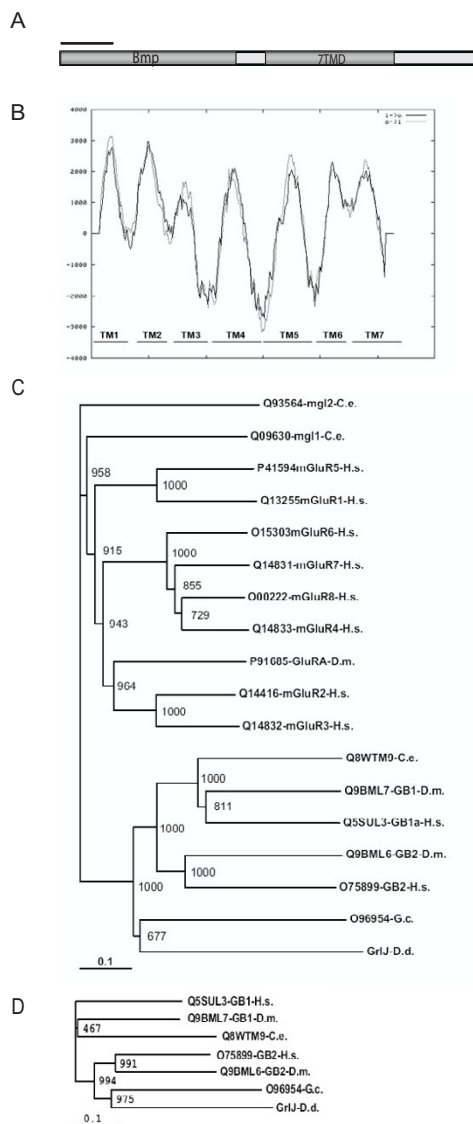 A
Bmp 7TMD
B
4000
3000
2000
1000
0
-1000
-2000
-3000
-4000
i->o
o->i
TM1 TM2 TM3 TM4 TM5 TM6 TM7
C
Q93564-mgl2-C.e.
Q09630-mgl1-C.e.
958
P41594mGluR5-H.s.
1000
Q13255mGluR1-H.s.
915
O15303mGluR6-H.s.
1000
Q14831-mGluR7-H.s.
855
O00222-mGluR8-H.s.
729
943
Q14833-mGluR4-H.s.
P91685-GluRA-D.m.
964
Q14416-mGluR2-H.s.
1000
Q14832-mGluR3-H.s.
Q8WTM9-C.e.
1000
Q9BML7-GB1-D.m.
811
Q5SUL3-GB1a-H.s.
1000
Q9BML6-GB2-D.m.
1000
1000
O75899-GB2-H.s.
O96954-G.c.
677
GrlJ-D.d.
0.1
D
Q5SUL3-GB1-H.s.
Q9BML7-GB1-D.m.
467
Q8WTM9-C.e.
O75899-GB2-H.s.
991
Q9BML6-GB2-D.m.
994
O96954-G.c.
975
GrlJ-D.d.
0.1